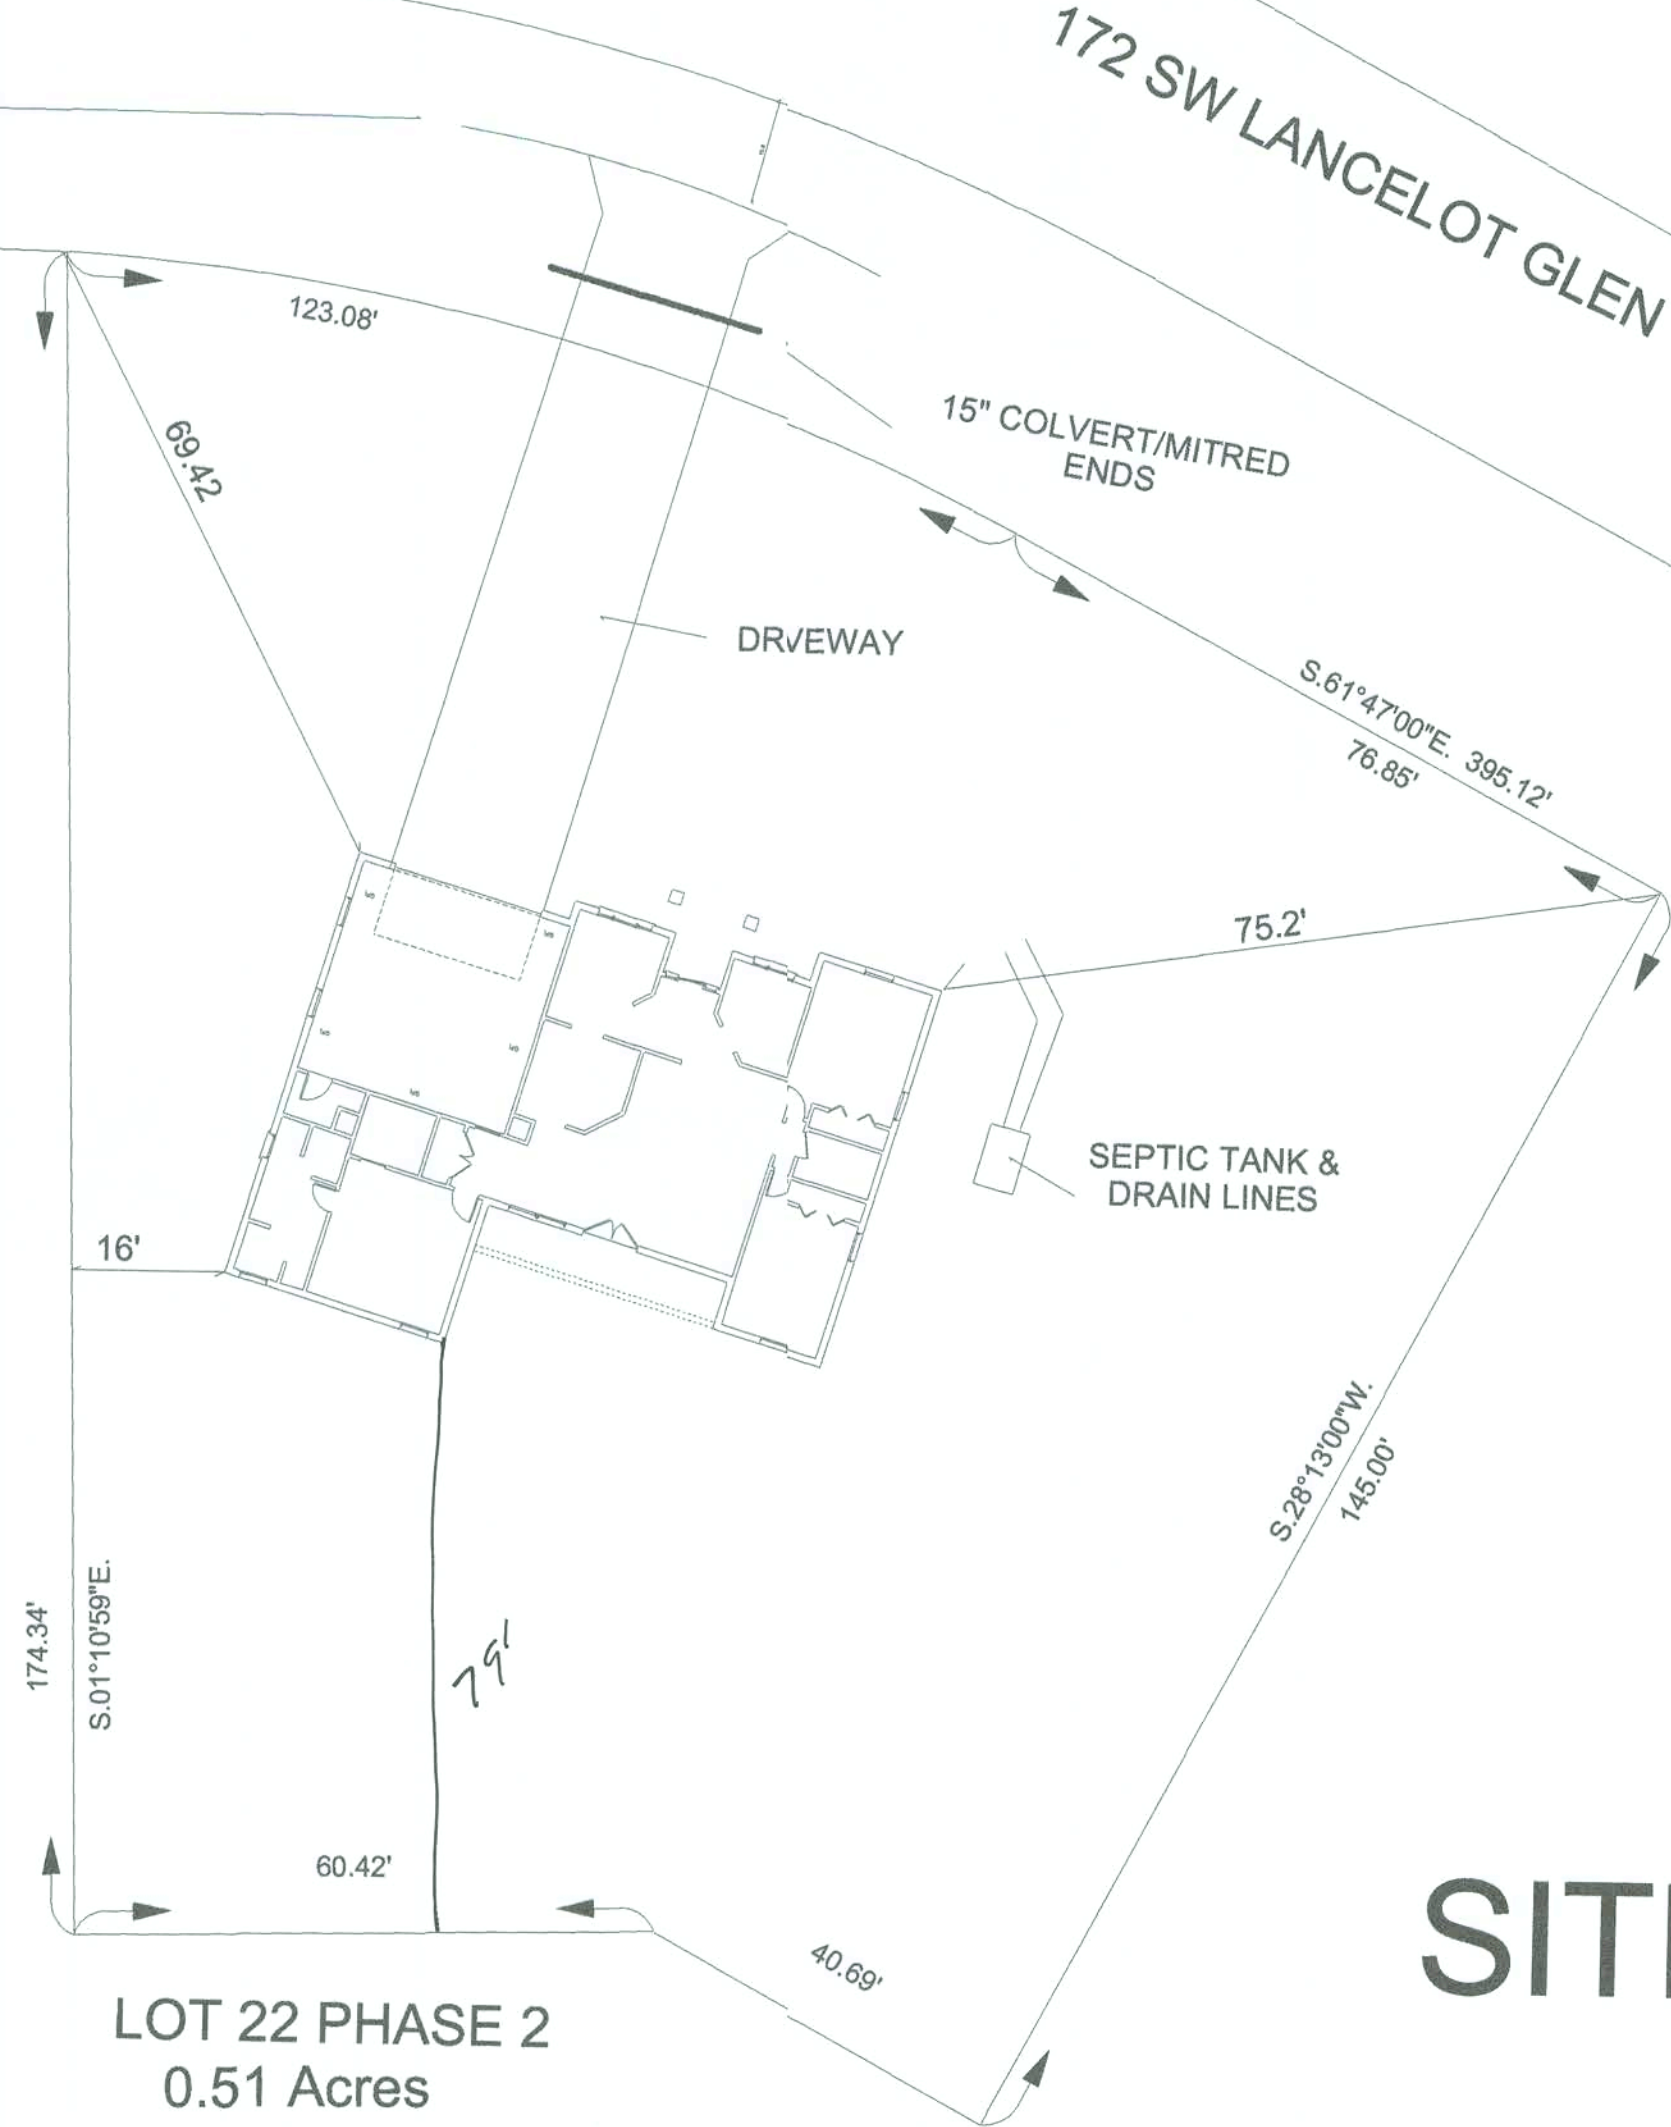 172 SW LANCELOT GLEN
123.08'
69.42
15" COLVERT/MITRED
ENDS
DRVEWAY
S.61°47'00"E. 395.12'
76.85'
75.2'
SEPTIC TANK &
DRAIN LINES
16'
S.28°13'00"W.
145.00'
174.34'
S.01°10'59"E.
79'
60.42'
40.69'
SIT
LOT 22 PHASE 2
0.51 Acres